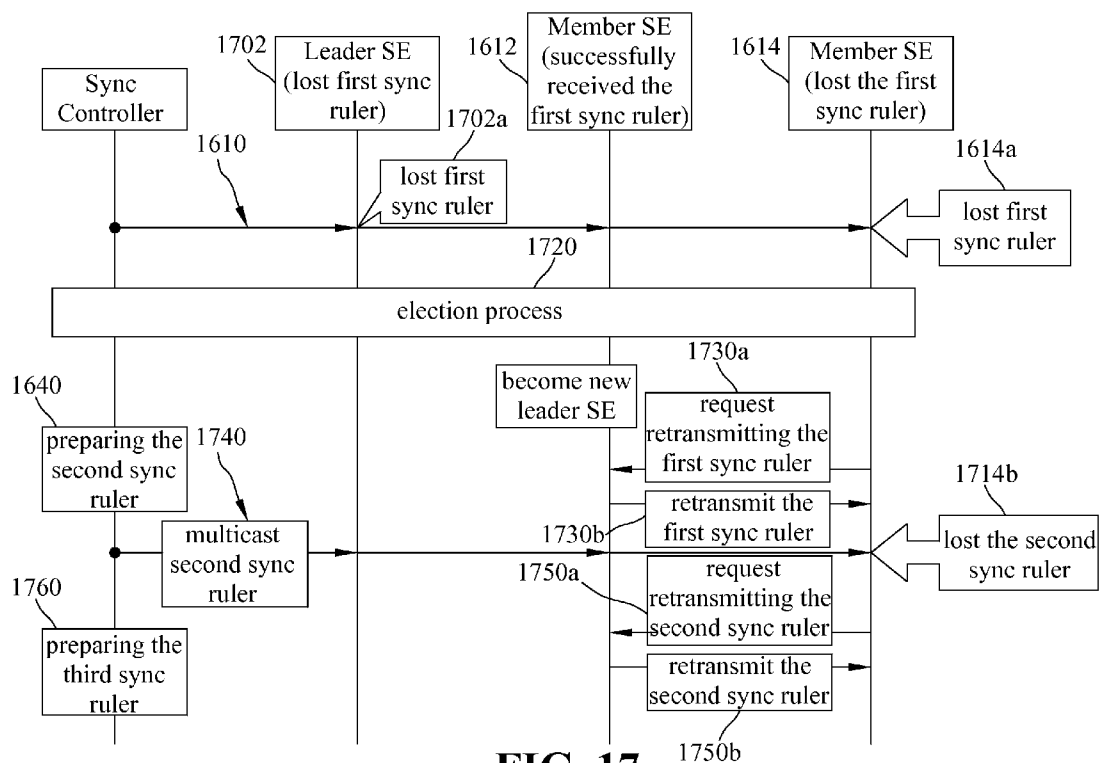 1702
Leader SE
(lost first sync
ruler)
1612
Member SE
(successfully
received the
first sync ruler)
1614
Member SE
(lost the first
sync ruler)
Sync
Controller
1610
1702a
lost first
sync ruler
1614a
lost first
sync ruler
1720
election process
become new
leader SE
1730a
request
retransmitting the
first sync ruler
1640
preparing the
second sync
ruler
1740
multicast
second sync
ruler
retransmit the
first sync ruler
1730b
1714b
lost the second
sync ruler
1750a
request
retransmitting the
second sync ruler
1760
preparing the
third sync
ruler
retransmit the
second sync ruler
1750b
FIG. 17